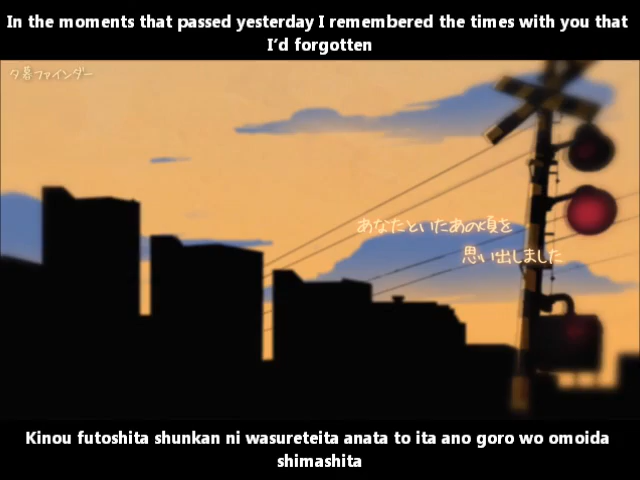 In the moments that passed yesterday I remembered the times with you that
I'd forgotten
夕暮ファインダー
あなたといたあの頃を
思い出しました
Kinou futoshita shunkan ni wasureteita anata to ita ano goro wo omoida
shimashita